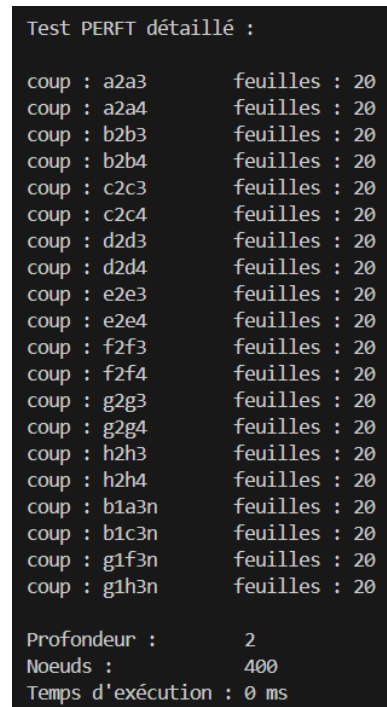 Test PERFT détaillé :
coup : a2a3 feuilles : 20
coup : a2a4 feuilles : 20
coup : b2b3 feuilles : 20
coup : b2b4 feuilles : 20
coup : c2c3 feuilles : 20
coup : c2c4 feuilles : 20
coup : d2d3 feuilles : 20
coup : d2d4 feuilles : 20
coup : e2e3 feuilles : 20
coup : e2e4 feuilles : 20
coup : f2f3 feuilles : 20
coup : f2f4 feuilles : 20
coup : g2g3 feuilles : 20
coup : g2g4 feuilles : 20
coup : h2h3 feuilles : 20
coup : h2h4 feuilles : 20
coup : b1a3n feuilles : 20
coup : b1c3n feuilles : 20
coup : g1f3n feuilles : 20
coup : g1h3n feuilles : 20
Profondeur : 2
Noeuds : 400
Temps d'exécution : 0 ms